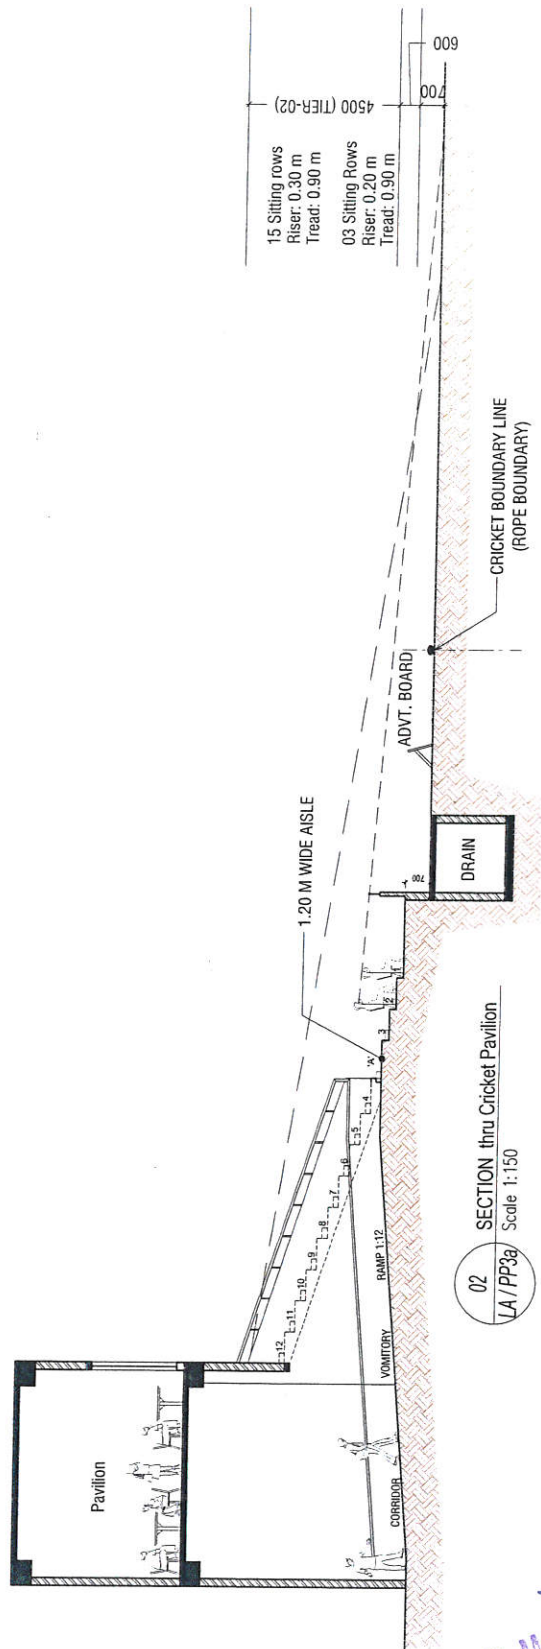 Pavilion
CORRIDOR
VOMITORY
RAMP 1:12
12
11
10
9
8
7
6
5
4
'A'
3
2
1
1.20 M WIDE AISLE
700
DRAIN
ADVT. BOARD
CRICKET BOUNDARY LINE
(ROPE BOUNDARY)
15 Sitting rows
Riser: 0.30 m
Tread: 0.90 m
03 Sitting Rows
Riser: 0.20 m
Tread: 0.90 m
4500 (TIER-02)
600
700
02
LA / PP3a
SECTION thru Cricket Pavilion
Scale 1:150